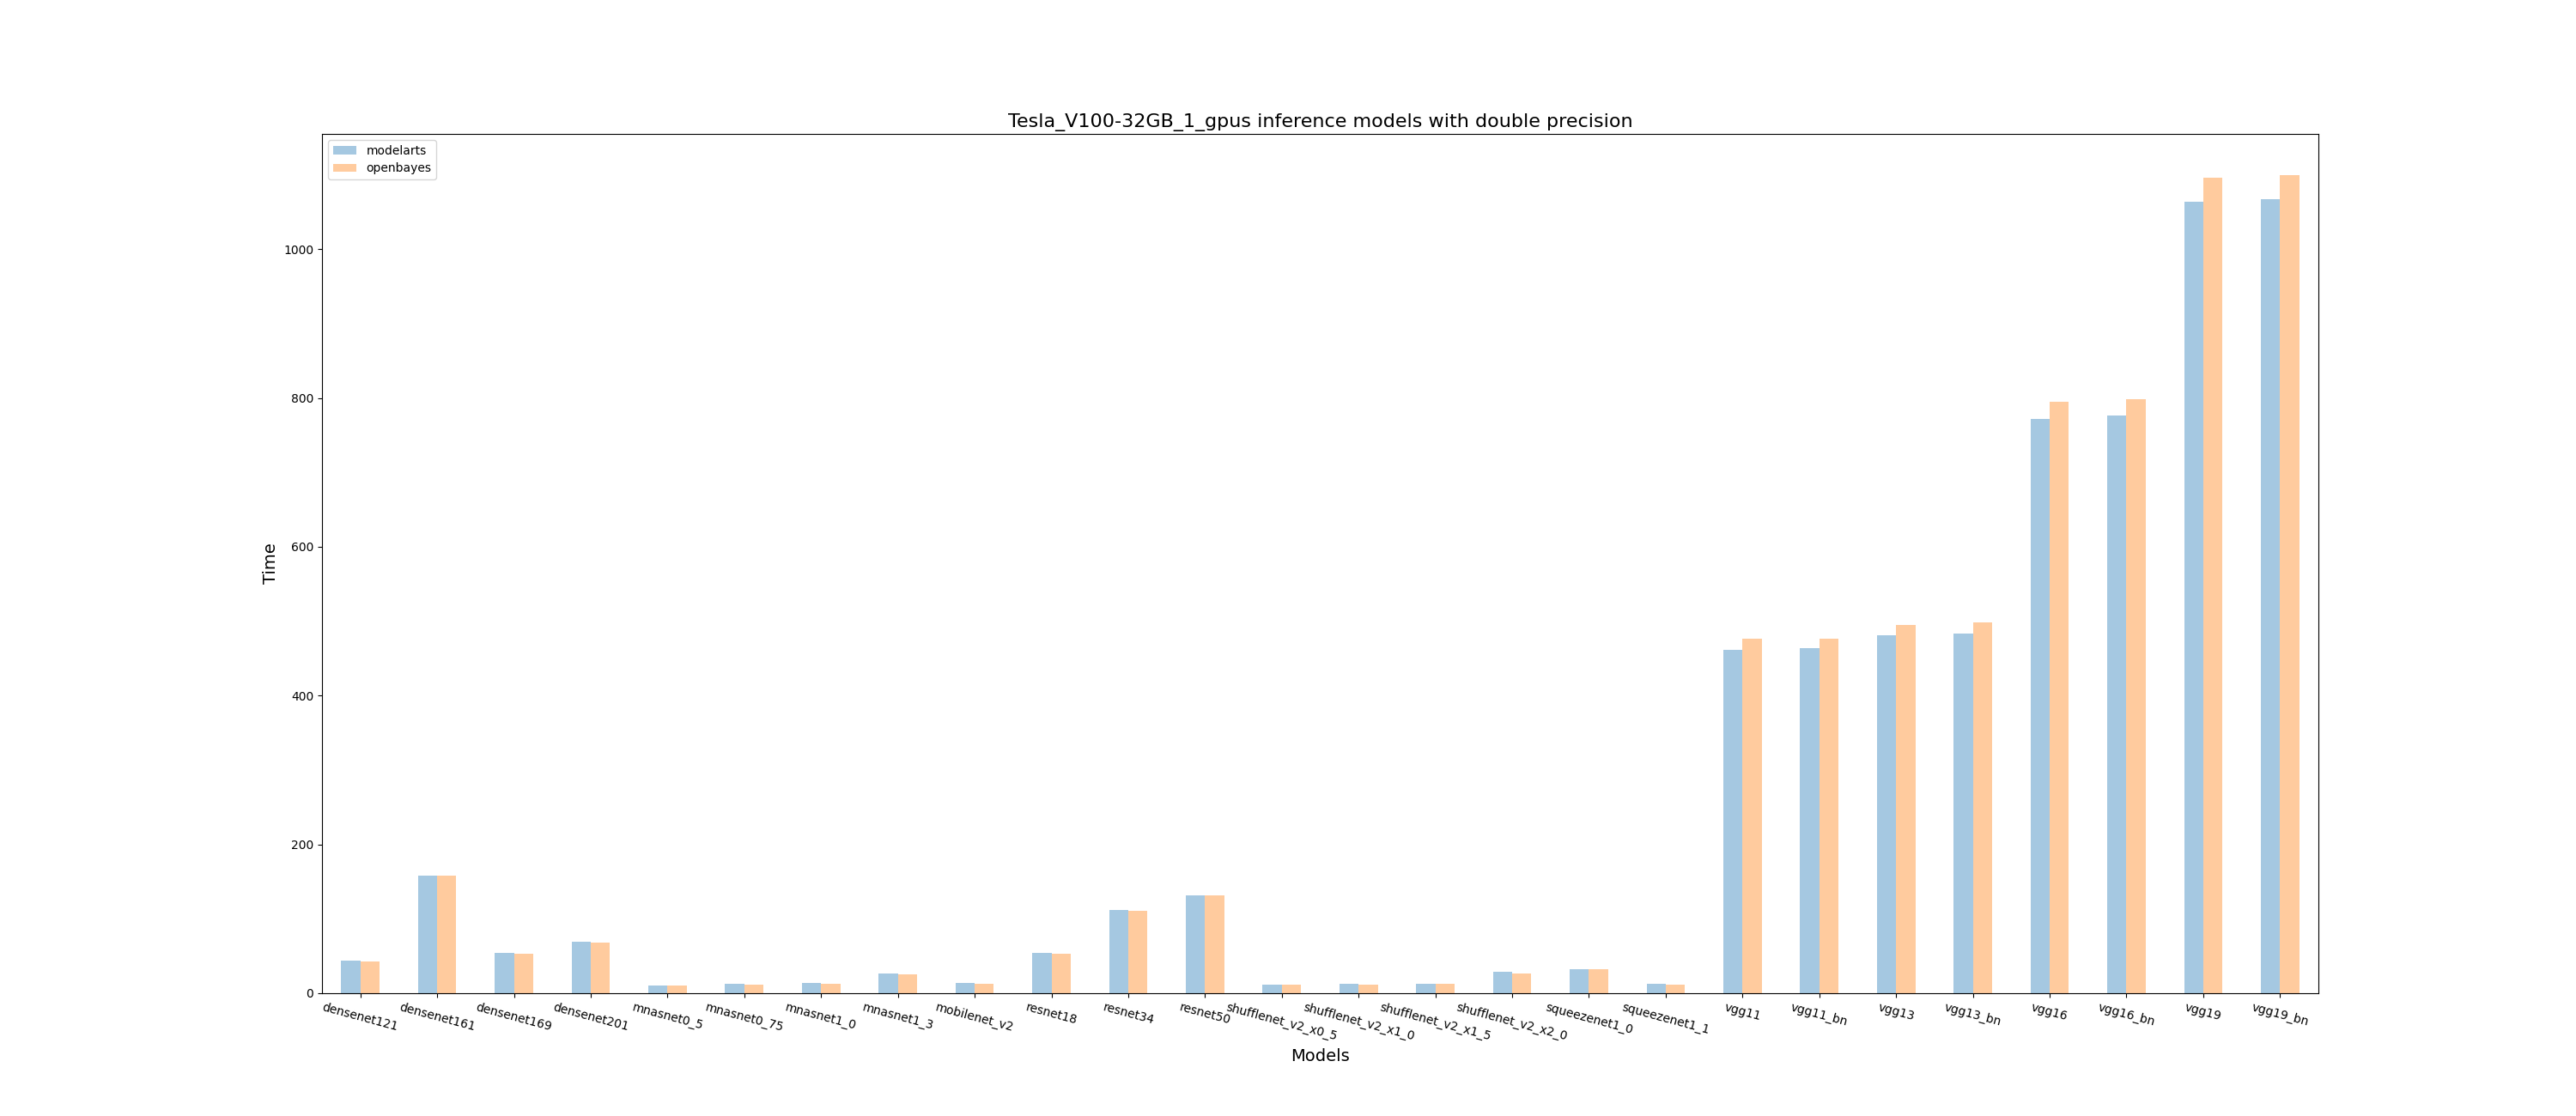 Tesla_V100-32GB_1_gpus inference models with double precision
modelarts
openbayes
1000
800
600
400
200
0
Time
densenet121
densenet161
densenet169
densenet201
mnasnet0_5
mnasnet0_75
mnasnet1_0
mnasnet1_3
mobilenet_v2
resnet18
resnet34
resnet50
shufflenet_v2_x0_5
shufflenet_v2_x1_0
shufflenet_v2_x1_5
shufflenet_v2_x2_0
squeezenet1_0
squeezenet1_1
vgg11
vgg11_bn
vgg13
vgg13_bn
vgg16
vgg16_bn
vgg19
vgg19_bn
Models